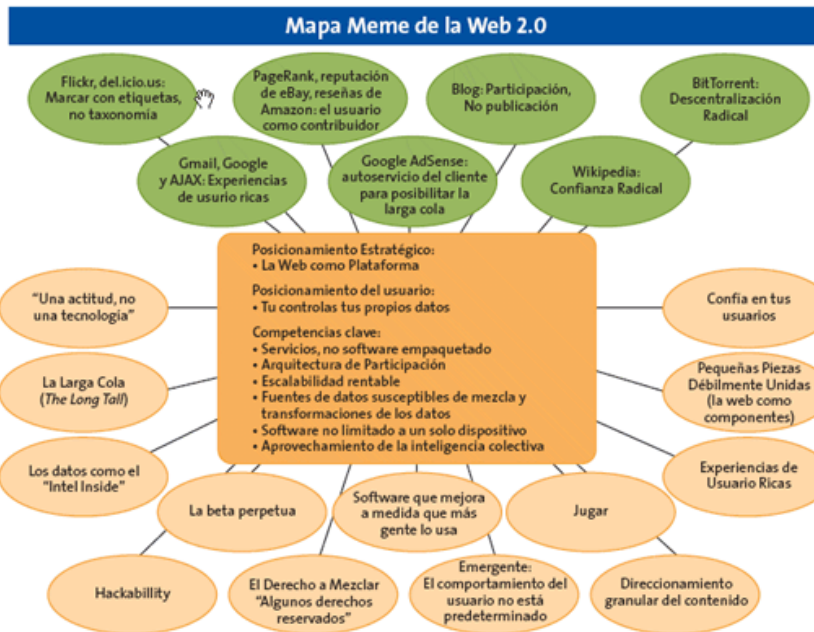 Mapa Meme de la Web 2.0
Flickr, del.icio.us:
Marcar con etiquetas,
no taxonomía
PageRank, reputación
de eBay, reseñas de
Amazon: el usuario
como contribuidor
Blog: Participación,
No publicación
BitTorrent:
Descentralización
Radical
Gmail, Google
y AJAX: Experiencias
de usurio ricas
Google AdSense:
autoservicio del cliente
para posibilitar la
larga cola
Wikipedia:
Confianza Radical
Posicionamiento Estratégico:
• La Web como Plataforma
Posicionamiento del usuario:
• Tu controlas tus propios datos
Competencias clave:
• Servicios, no software empaquetado
• Arquitectura de Participación
• Escalabilidad rentable
• Fuentes de datos susceptibles de mezcla y
transformaciones de los datos
• Software no limitado a un solo dispositivo
• Aprovechamiento de la inteligencia colectiva
"Una actitud, no
una tecnología"
La Larga Cola
(The Long Tall)
Los datos como el
"Intel Inside"
Confía en tus
usuarios
Pequeñas Piezas
Débilmente Unidas
(la web como
componentes)
Experiencias de
Usuario Ricas
La beta perpetua
Software que mejora
a medida que más
gente lo usa
Jugar
Hackabillity
El Derecho a Mezclar
"Algunos derechos
reservados"
Emergente:
El comportamiento del
usuario no está
predeterminado
Direccionamiento
granular del contenido